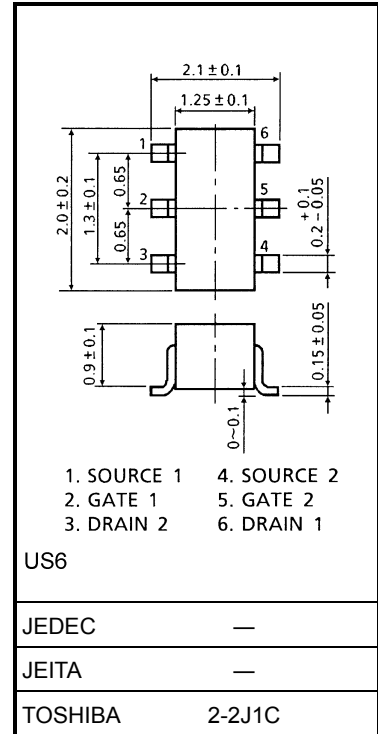 2.1±0.1
1.25±0.1
1
6
2
5
3
4
2.0±0.2
1.3±0.1
0.65
0.65
+0.1
0.2-0.05
0.9±0.1
0.15±0.05
0~0.1
1. SOURCE 1 4. SOURCE 2
2. GATE 1 5. GATE 2
3. DRAIN 2 6. DRAIN 1
US6
JEDEC —
JEITA —
TOSHIBA 2-2J1C